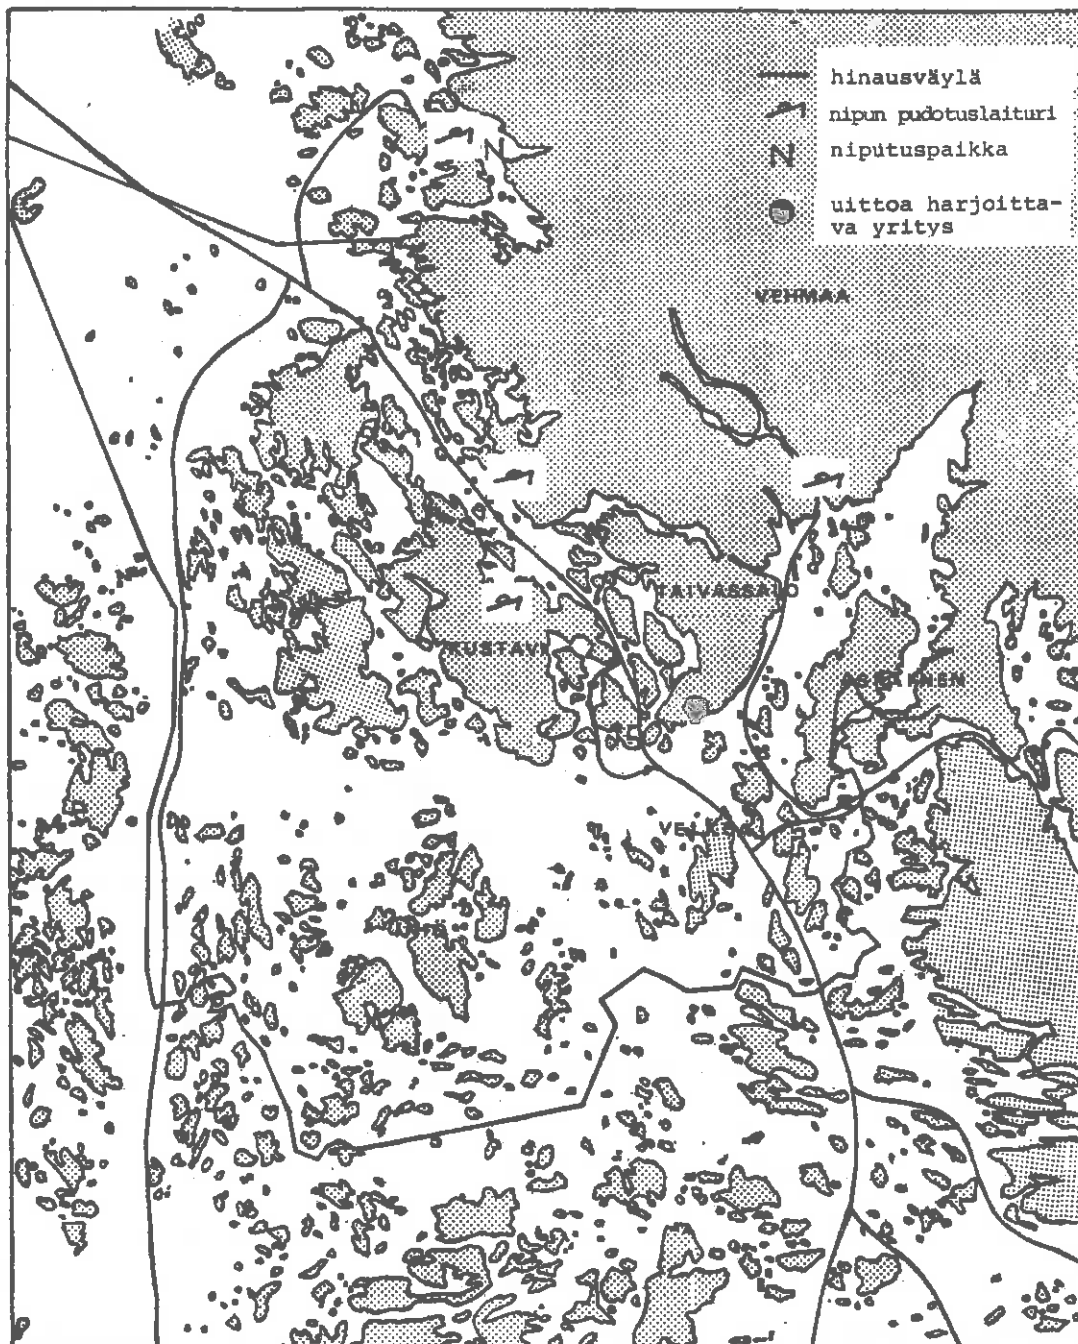 hinausväylä
nipun pudotuslaituri
N niputuspaikka
uittoa harjoitta-
va yritys
VEHMAA
TAIVASSALO
KUSTAVI